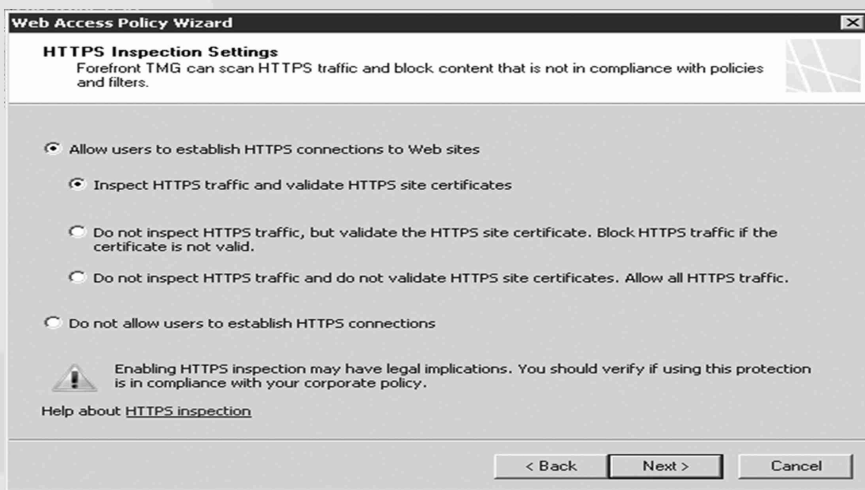 Web Access Policy Wizard
HTTPS Inspection Settings
Forefront TMG can scan HTTPS traffic and block content that is not in compliance with policies
and filters.
Allow users to establish HTTPS connections to Web sites
Inspect HTTPS traffic and validate HTTPS site certificates
Do not inspect HTTPS traffic, but validate the HTTPS site certificate. Block HTTPS traffic if the
certificate is not valid.
Do not inspect HTTPS traffic and do not validate HTTPS site certificates. Allow all HTTPS traffic.
Do not allow users to establish HTTPS connections
Enabling HTTPS inspection may have legal implications. You should verify if using this protection
is in compliance with your corporate policy.
Help about HTTPS inspection
< Back Next > Cancel